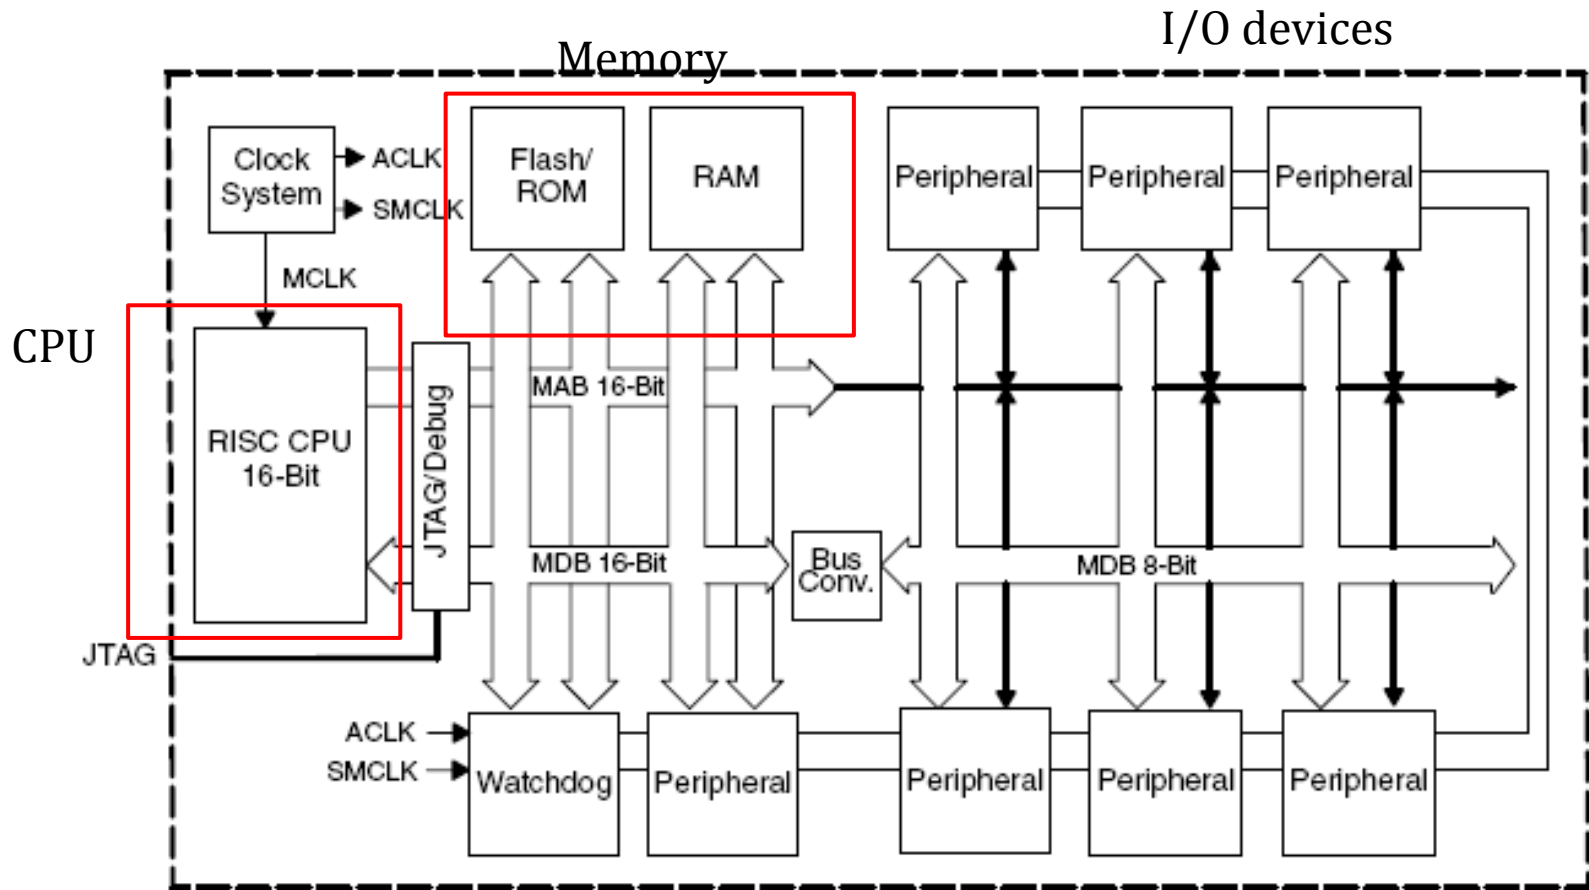 I/O devices
Memory
Clock
System
ACLK
SMCLK
Flash/
ROM
RAM
Peripheral
Peripheral
Peripheral
MCLK
CPU
RISC CPU
16-Bit
JTAG/Debug
MAB 16-Bit
MDB 16-Bit
Bus
Conv.
MDB 8-Bit
JTAG
ACLK
SMCLK
Watchdog
Peripheral
Peripheral
Peripheral
Peripheral